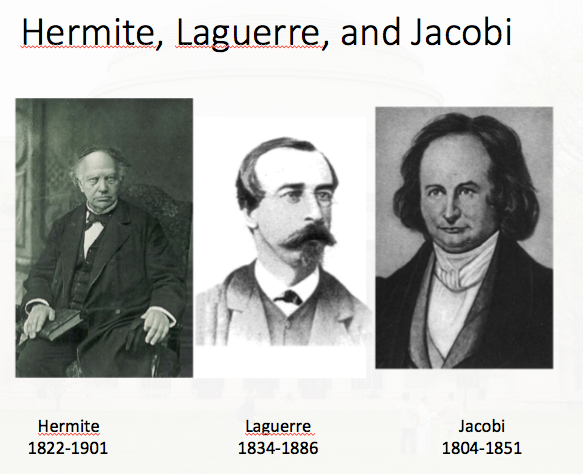 Hermite, Laguerre, and Jacobi
Hermite
1822-1901
Laguerre
1834-1886
Jacobi
1804-1851